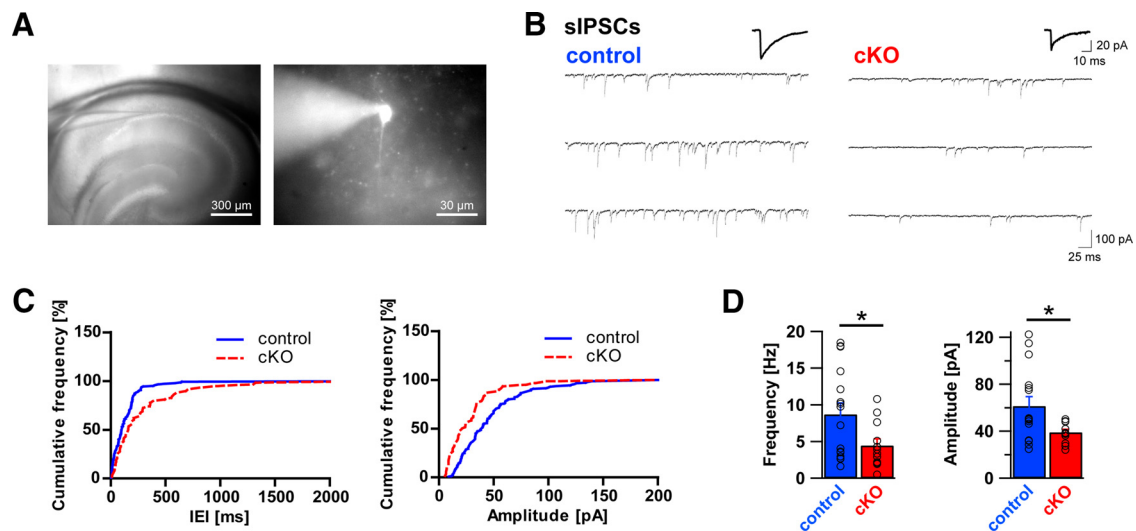 A
300 µm
30 µm
B
sIPSCs
control
cKO
20 pA
10 ms
100 pA
25 ms
C
Cumulative frequency [%]
150
100
50
0
control
cKO
0 500 1000 1500 2000
IEI [ms]
Cumulative frequency [%]
150
100
50
0
control
cKO
0 50 100 150 200
Amplitude [pA]
D
Frequency [Hz]
20
15
10
5
0
*
control
cKO
Amplitude [pA]
120
80
40
0
*
control
cKO